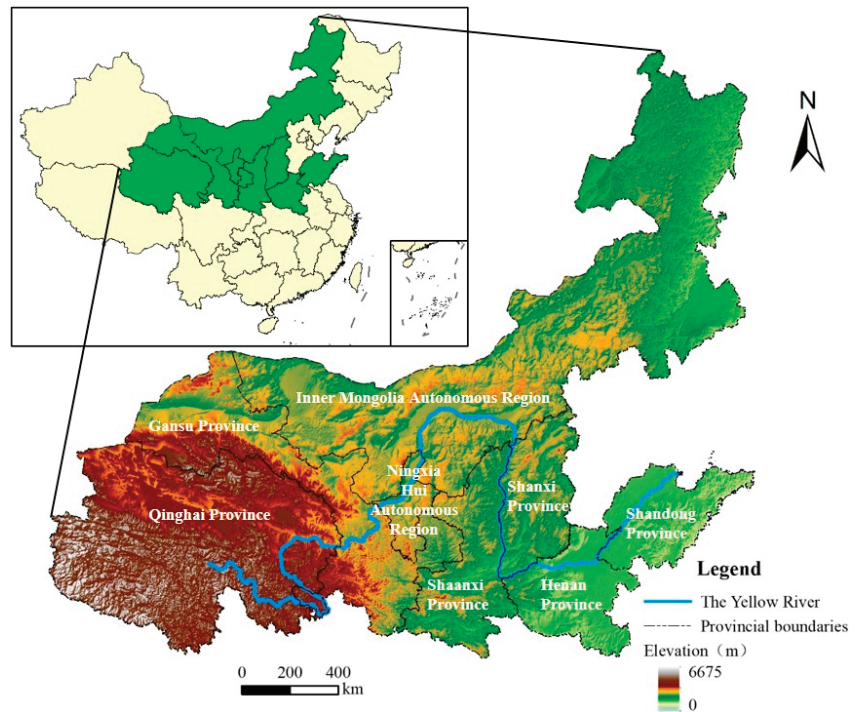 N
Inner Mongolia Autonomous Region
Gansu Province
Ningxia
Hui
Autonomous
Region
Shanxi
Province
Qinghai Province
Shandong
Province
Shaanxi
Province
Henan
Province
Legend
The Yellow River
Provincial boundaries
Elevation（m）
6675
0
0 200 400
km